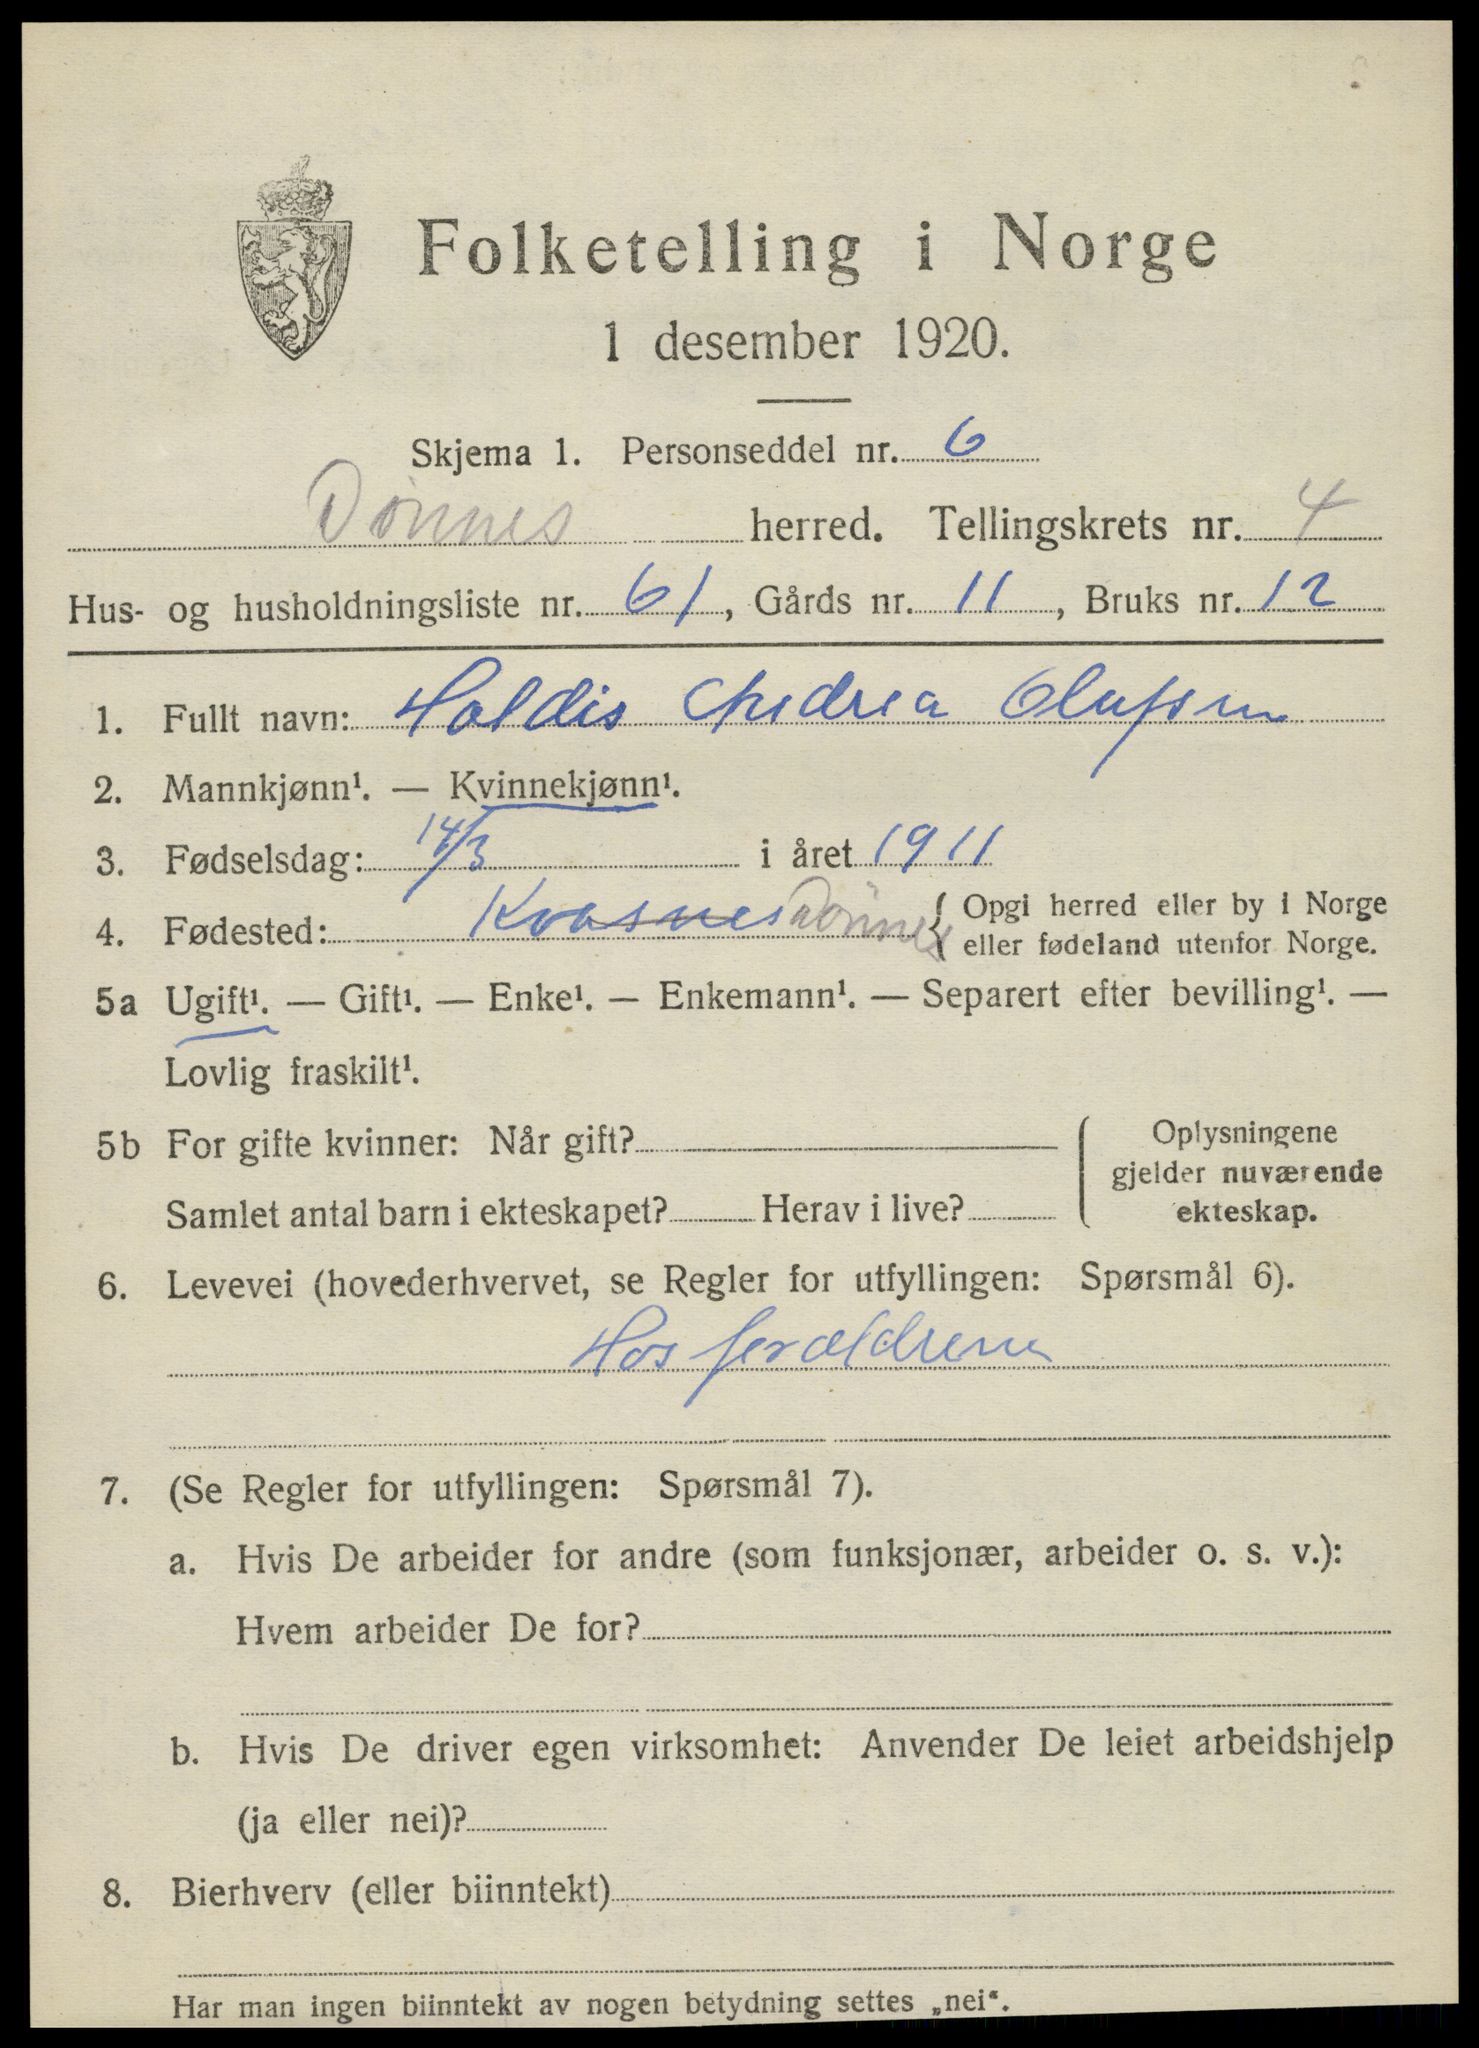 Folketelling i Norge
1 desember 1920.
Skjema 1. Personseddel nr. 6
Dønnes herred. Tellingskrets nr. 4
Hus- og husholdningsliste nr. 61, Gårds nr. 11, Bruks nr. 12
1. Fullt navn: Haldis Andrea Olufsen
2. Mannkjønn¹. — Kvinnekjønn¹.
3. Fødselsdag: 14/3 i året 1911
4. Fødested: Kvasnes Dønnes { Opgi herred eller by i Norge
eller fødeland utenfor Norge.
5a Ugift¹. — Gift¹. — Enke¹. — Enkemann¹. — Separert efter bevilling¹. —
Lovlig fraskilt¹.
5b For gifte kvinner: Når gift?
Samlet antal barn i ekteskapet? Herav i live?
Oplysningene
gjelder nuværende
ekteskap.
6. Levevei (hovederhvervet, se Regler for utfyllingen: Spørsmål 6).
Hos forældrene
7. (Se Regler for utfyllingen: Spørsmål 7).
a. Hvis De arbeider for andre (som funksjonær, arbeider o. s. v.):
Hvem arbeider De for?
b. Hvis De driver egen virksomhet: Anvender De leiet arbeidshjelp
(ja eller nei)?
8. Bierhverv (eller biinntekt)
Har man ingen biinntekt av nogen betydning settes „nei“.